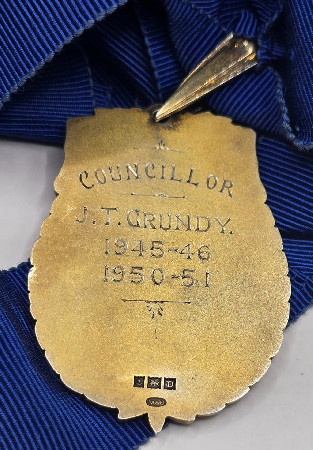 COUNCILLOR
J.T. GRUNDY.
1945-46
1950-51